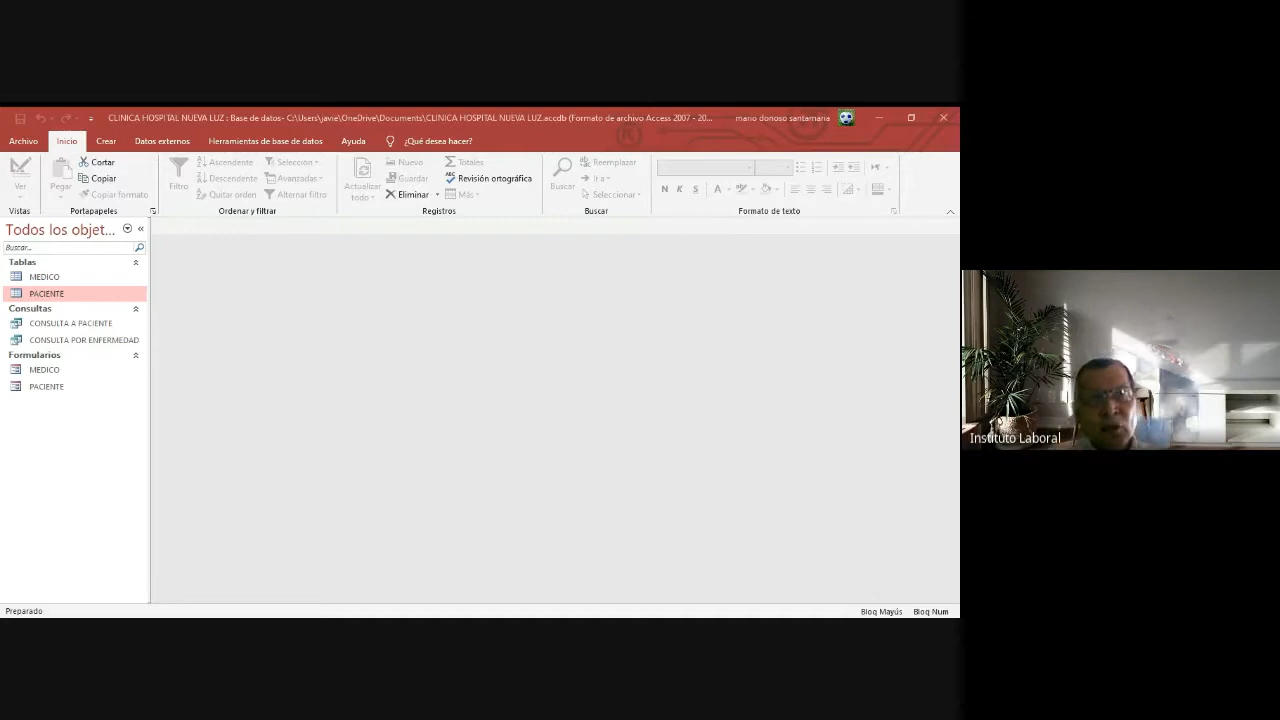 CLINICA HOSPITAL NUEVA LUZ : Base de datos- C:\Users\javie\OneDrive\Documents\CLINICA HOSPITAL NUEVA LUZ.accdb (Formato de archivo Access 2007 - 20... mario donoso santamaria
Archivo Inicio Crear Datos externos Herramientas de base de datos Ayuda ¿Qué desea hacer?
Cortar Ascendente Selección Nuevo Totales Reemplazar
Ver Pegar Copiar Filtro Descendente Avanzadas Actualizar todo Guardar Revisión ortográfica Buscar Ir a
Copiar formato Quitar orden Alternar filtro Eliminar Más Seleccionar N K S A
Vistas Portapapeles Ordenar y filtrar Registros Buscar Formato de texto
Todos los objet...
Buscar...
Tablas
MEDICO
PACIENTE
Consultas
CONSULTA A PACIENTE
CONSULTA POR ENFERMEDAD
Formularios
MEDICO
PACIENTE
Instituto Laboral
Preparado Bloq Mayús Bloq Num